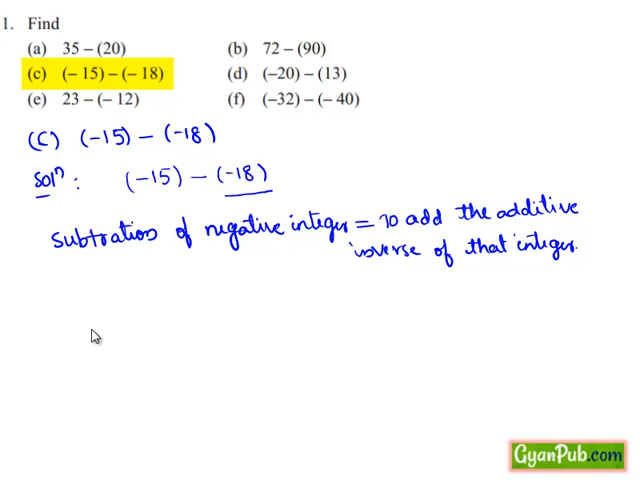 1. Find
(a) 35 – (20) (b) 72 – (90)
(c) (– 15) – (– 18) (d) (–20) – (13)
(e) 23 – (– 12) (f) (–32) – (– 40)
(C) (-15) - (-18)
Solⁿ : (-15) - (-18)
Subtration of negative integer = To add the additive
inverse of that integer.
GyanPub.com